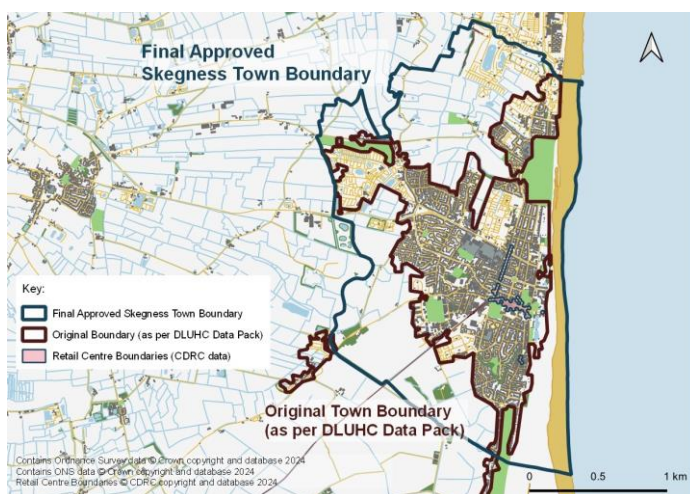 Final Approved
Skegness Town Boundary
Key:
Final Approved Skegness Town Boundary
Original Boundary (as per DLUHC Data Pack)
Retail Centre Boundaries (CDRC data)
Original Town Boundary
(as per DLUHC Data Pack)
Contains Ordnance Survey data © Crown copyright and database 2024
Contains ONS data © Crown copyright and database 2024
Retail Centre Boundaries © CDRC copyright and database 2024
0 0.5 1 km